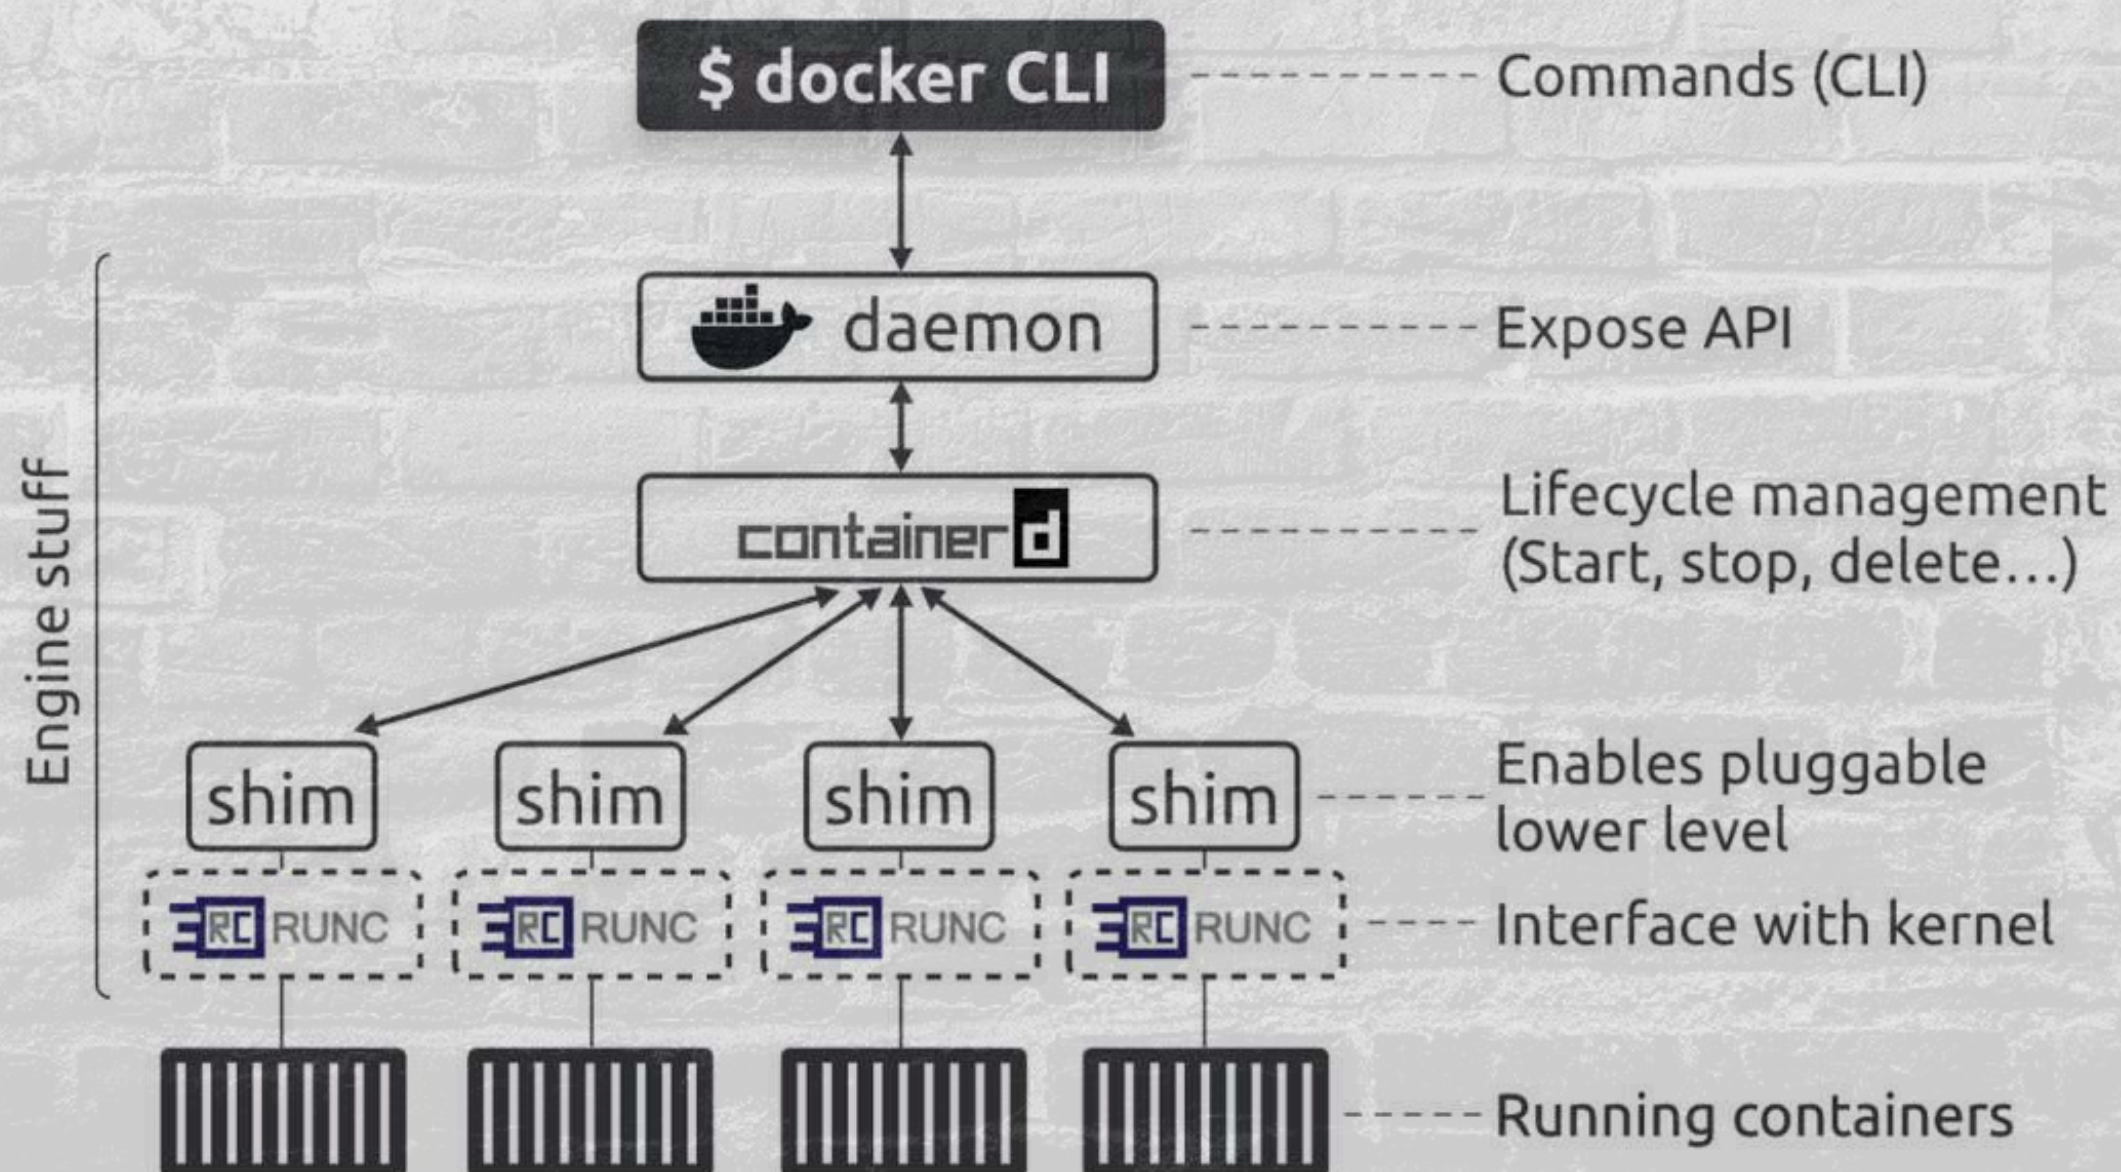 $ docker CLI
Commands (CLI)
daemon
Expose API
containerd
Lifecycle management
(Start, stop, delete...)
Engine stuff
shim
shim
shim
shim
Enables pluggable
lower level
RC RUNC
RC RUNC
RC RUNC
RC RUNC
Interface with kernel
Running containers